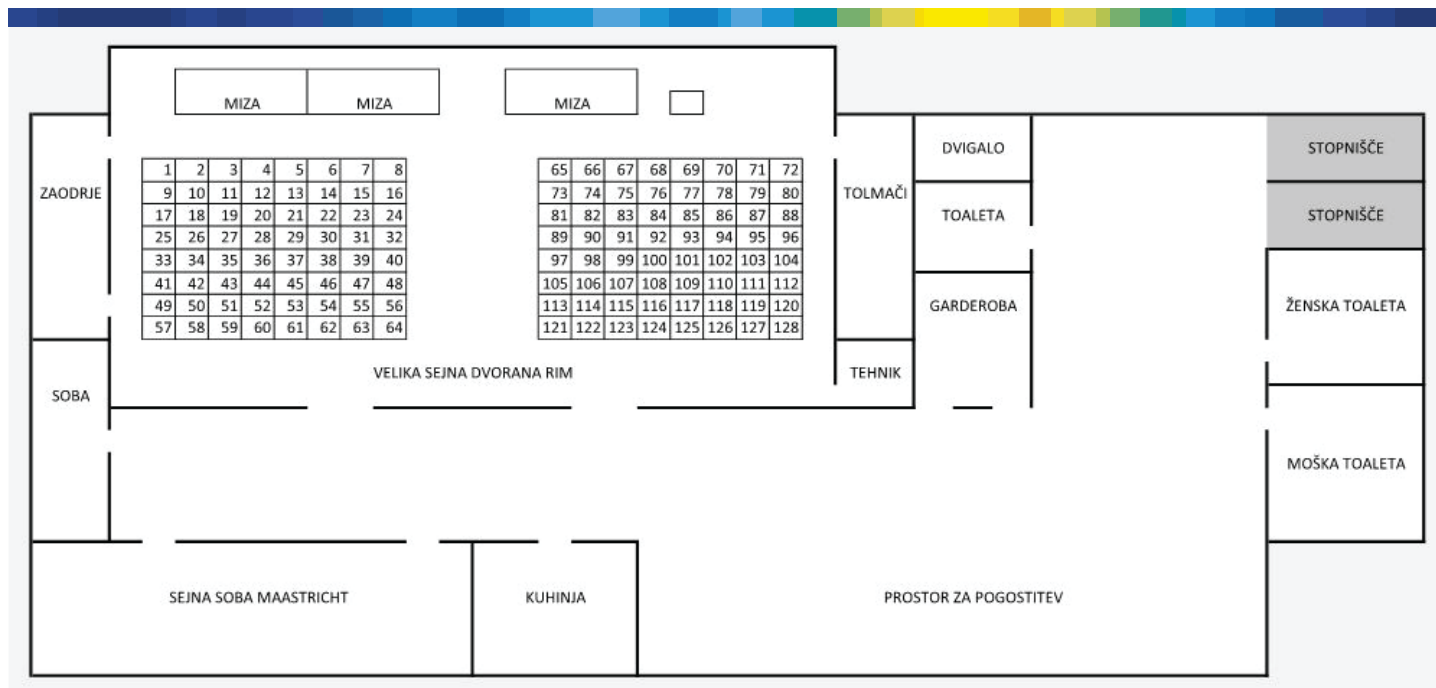 MIZA MIZA MIZA
DVIGALO STOPNIŠČE
1 2 3 4 5 6 7 8 65 66 67 68 69 70 71 72
ZAODRJE 9 10 11 12 13 14 15 16 73 74 75 76 77 78 79 80 TOLMAČI
17 18 19 20 21 22 23 24 81 82 83 84 85 86 87 88 TOALETA STOPNIŠČE
25 26 27 28 29 30 31 32 89 90 91 92 93 94 95 96
33 34 35 36 37 38 39 40 97 98 99 100 101 102 103 104
41 42 43 44 45 46 47 48 105 106 107 108 109 110 111 112
49 50 51 52 53 54 55 56 113 114 115 116 117 118 119 120 GARDEROBA ŽENSKA TOALETA
57 58 59 60 61 62 63 64 121 122 123 124 125 126 127 128
VELIKA SEJNA DVORANA RIM TEHNIK
SOBA
MOŠKA TOALETA
SEJNA SOBA MAASTRICHT KUHINJA PROSTOR ZA POGOSTITEV